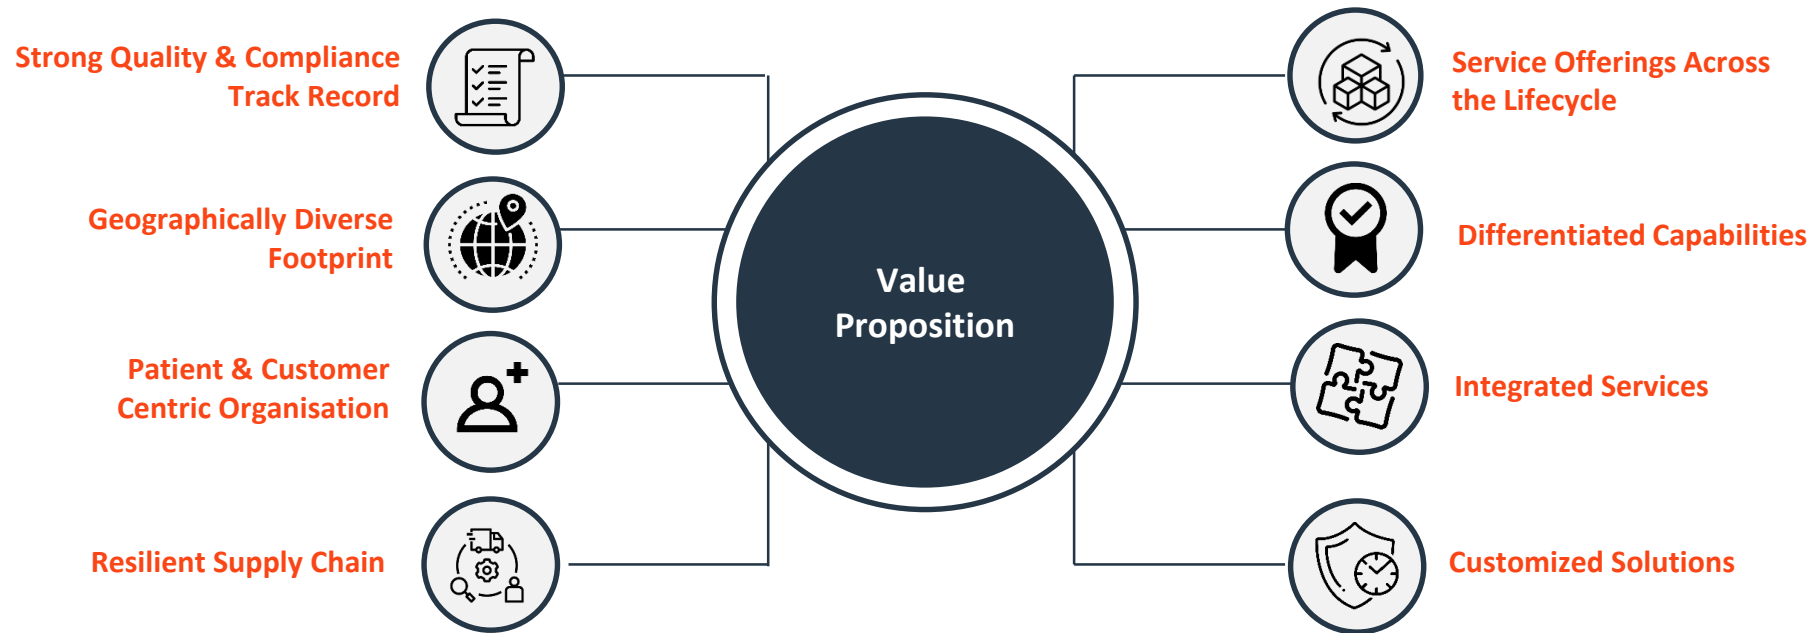 Strong Quality & Compliance
Track Record
Geographically Diverse
Footprint
Patient & Customer
Centric Organisation
Resilient Supply Chain
Value
Proposition
Service Offerings Across
the Lifecycle
Differentiated Capabilities
Integrated Services
Customized Solutions